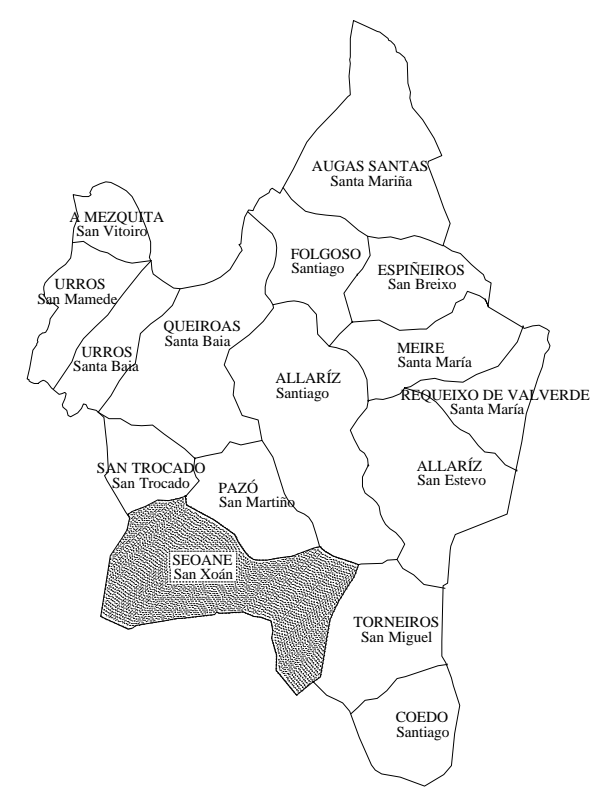 AUGAS SANTAS
Santa Mariña
A MEZQUITA
San Vitoiro
FOLGOSO
Santiago
ESPIÑEIROS
San Breixo
URROS
San Mamede
QUEIROAS
Santa Baia
URROS
Santa Baia
MEIRE
Santa María
ALLARÍZ
Santiago
REQUEIXO DE VALVERDE
Santa María
SAN TROCADO
San Trocado
PAZÓ
San Martiño
ALLARÍZ
San Estevo
SEOANE
San Xoán
TORNEIROS
San Miguel
COEDO
Santiago